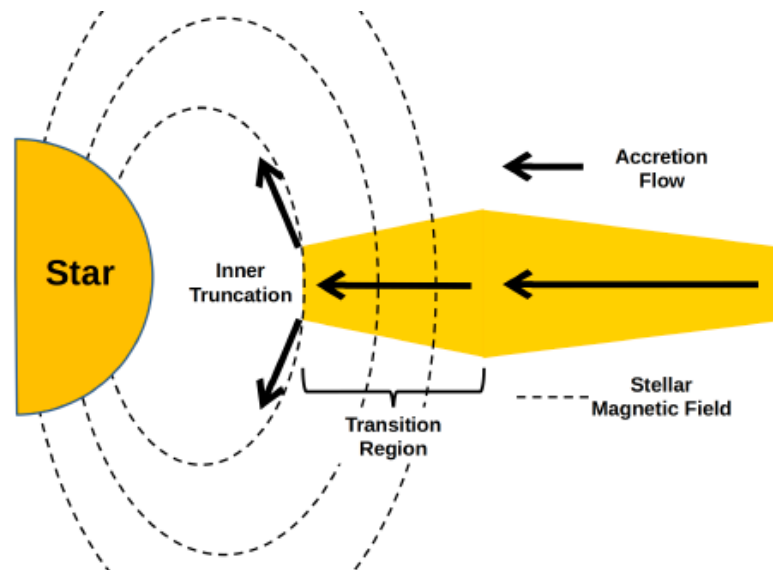 Accretion
Flow
Star
Inner
Truncation
Stellar
Magnetic Field
Transition
Region